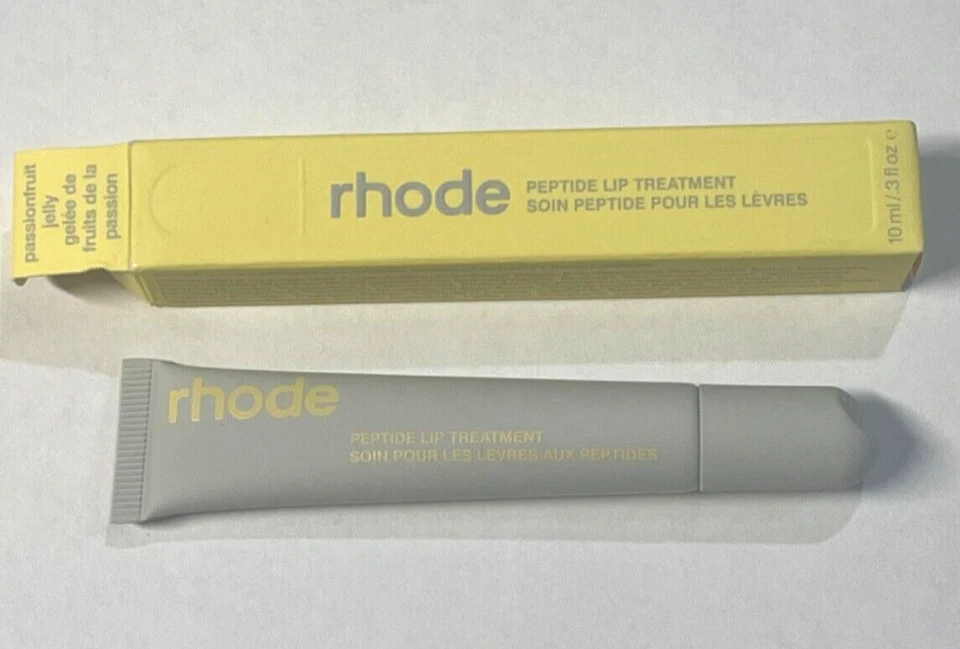 passionfruit
jelly
gelée de
fruits de la
passion
rhode
PEPTIDE LIP TREATMENT
SOIN PEPTIDE POUR LES LÈVRES
10 ml/.3 fl oz e
rhode
PEPTIDE LIP TREATMENT
SOIN POUR LES LÈVRES AUX PEPTIDES